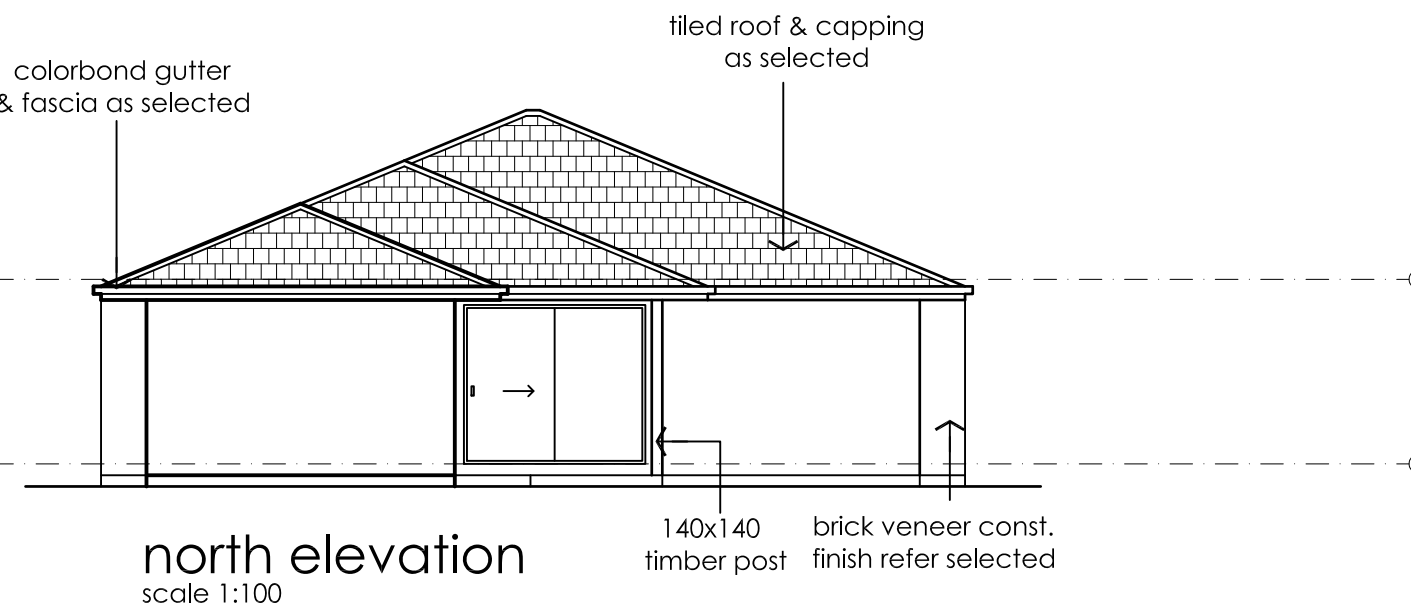 tiled roof & capping
as selected
colorbond gutter
& fascia as selected
140x140
timber post
brick veneer const.
finish refer selected
north elevation
scale 1:100